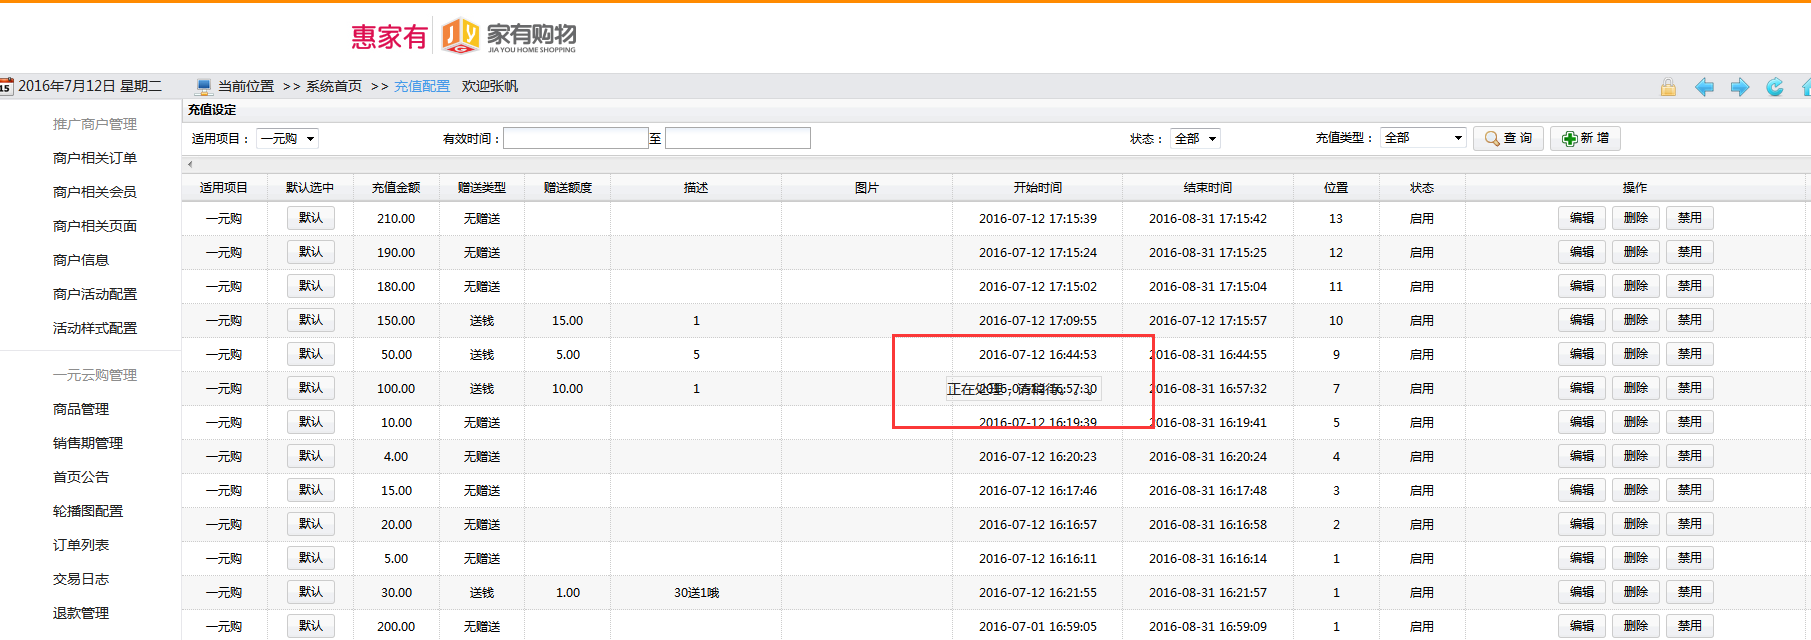 惠家有 家有购物
JIA YOU HOME SHOPPING
15 2016年7月12日 星期二 当前位置 >> 系统首页 >> 充值配置 欢迎张帆
推广商户管理
商户相关订单
商户相关会员
商户相关页面
商户信息
商户活动配置
活动样式配置
一元云购管理
商品管理
销售期管理
首页公告
轮播图配置
订单列表
交易日志
退款管理
充值设定
适用项目： 一元购 有效时间： 至 状态： 全部 充值类型： 全部 查 询 新 增
适用项目 默认选中 充值金额 赠送类型 赠送额度 描述 图片 开始时间 结束时间 位置 状态 操作
一元购 默认 210.00 无赠送 2016-07-12 17:15:39 2016-08-31 17:15:42 13 启用 编辑 删除 禁用
一元购 默认 190.00 无赠送 2016-07-12 17:15:24 2016-08-31 17:15:25 12 启用 编辑 删除 禁用
一元购 默认 180.00 无赠送 2016-07-12 17:15:02 2016-08-31 17:15:04 11 启用 编辑 删除 禁用
一元购 默认 150.00 送钱 15.00 1 2016-07-12 17:09:55 2016-07-12 17:15:57 10 启用 编辑 删除 禁用
一元购 默认 50.00 送钱 5.00 5 2016-07-12 16:44:53 2016-08-31 16:44:55 9 启用 编辑 删除 禁用
一元购 默认 100.00 送钱 10.00 1 正在处理，请稍待。。。 2016-08-31 16:57:32 7 启用 编辑 删除 禁用
一元购 默认 10.00 无赠送 2016-07-12 16:19:39 2016-08-31 16:19:41 5 启用 编辑 删除 禁用
一元购 默认 4.00 无赠送 2016-07-12 16:20:23 2016-08-31 16:20:24 4 启用 编辑 删除 禁用
一元购 默认 15.00 无赠送 2016-07-12 16:17:46 2016-08-31 16:17:48 3 启用 编辑 删除 禁用
一元购 默认 20.00 无赠送 2016-07-12 16:16:57 2016-08-31 16:16:58 2 启用 编辑 删除 禁用
一元购 默认 5.00 无赠送 2016-07-12 16:16:11 2016-08-31 16:16:14 1 启用 编辑 删除 禁用
一元购 默认 30.00 送钱 1.00 30送1哦 2016-07-12 16:21:55 2016-08-31 16:21:57 1 启用 编辑 删除 禁用
一元购 默认 200.00 无赠送 2016-07-01 16:59:05 2016-08-31 16:59:09 1 启用 编辑 删除 禁用